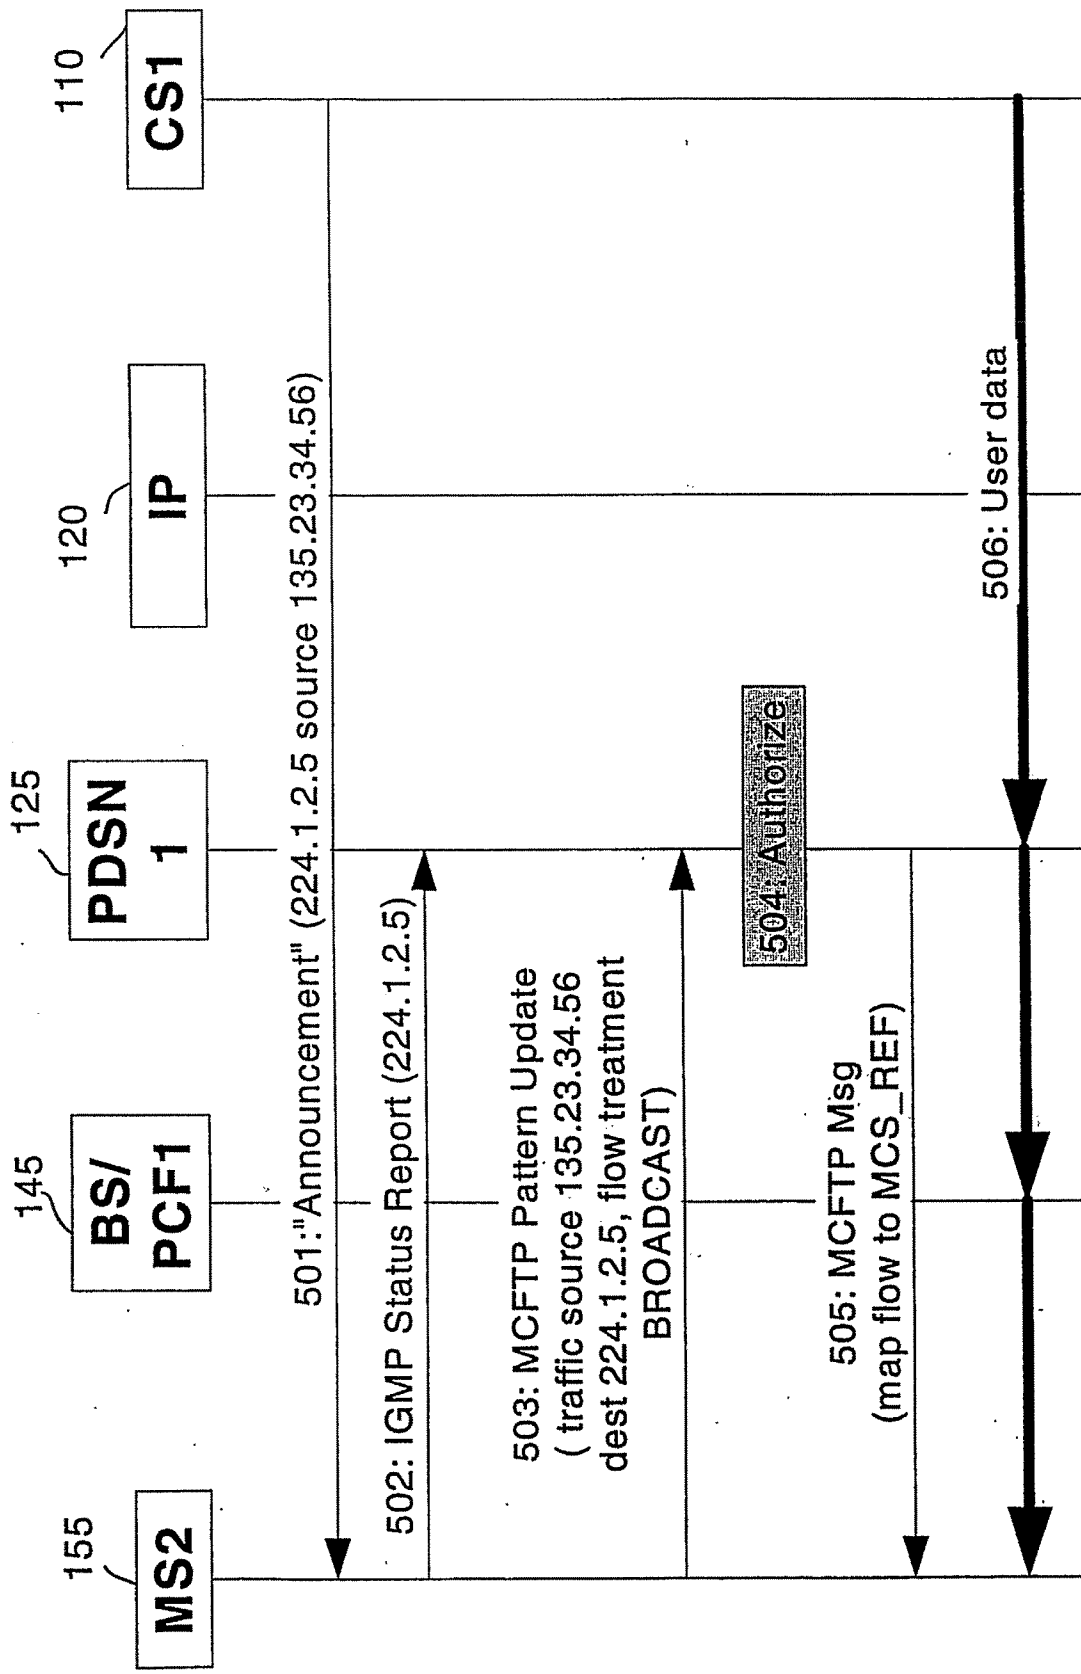 155
MS2
145
BS/
PCF1
125
PDSN
1
120
IP
110
CS1
501:"Announcement" (224.1.2.5 source 135.23.34.56)
502: IGMP Status Report (224.1.2.5)
503: MCFTP Pattern Update
( traffic source 135.23.34.56
dest 224.1.2.5, flow treatment
BROADCAST)
504: Authorize
505: MCFTP Msg
(map flow to MCS_REF)
506: User data